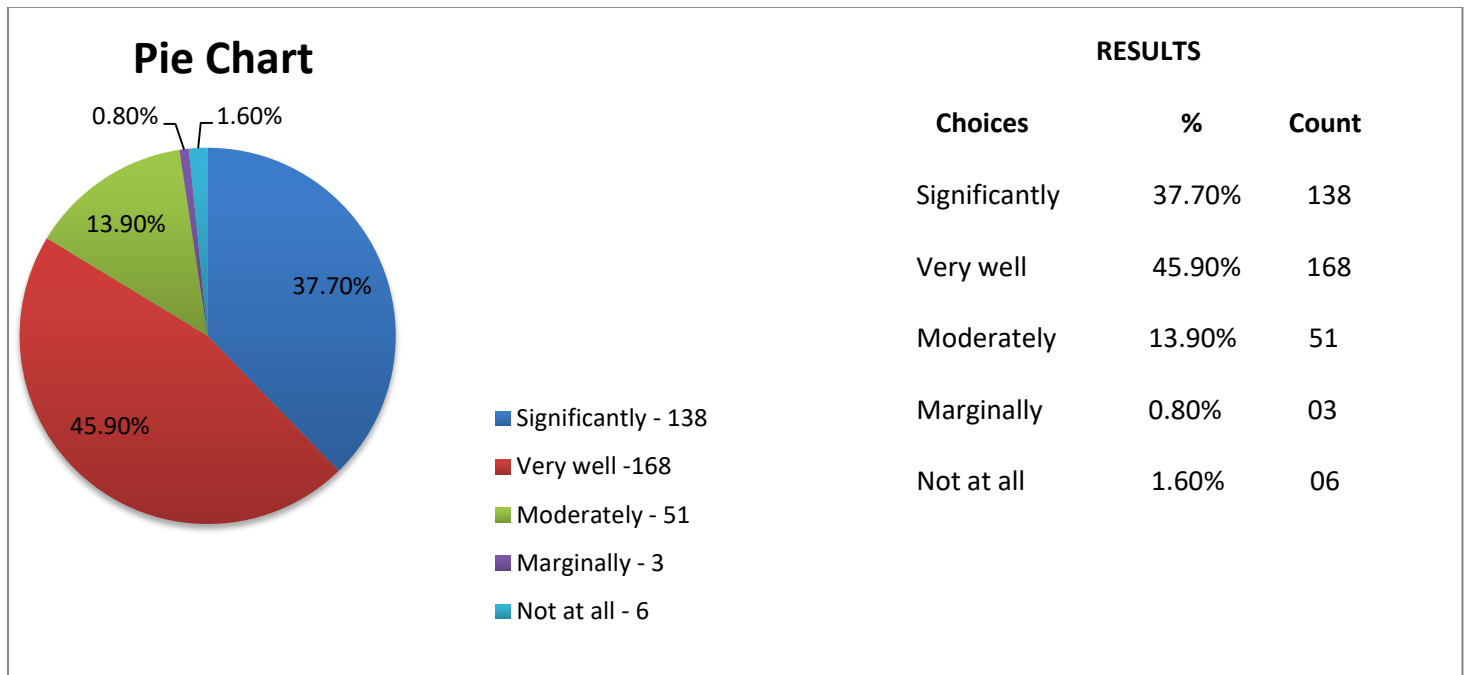 Pie Chart
0.80%
1.60%
13.90%
37.70%
45.90%
Significantly - 138
Very well -168
Moderately - 51
Marginally - 3
Not at all - 6
RESULTS
Choices % Count
Significantly 37.70% 138
Very well 45.90% 168
Moderately 13.90% 51
Marginally 0.80% 03
Not at all 1.60% 06